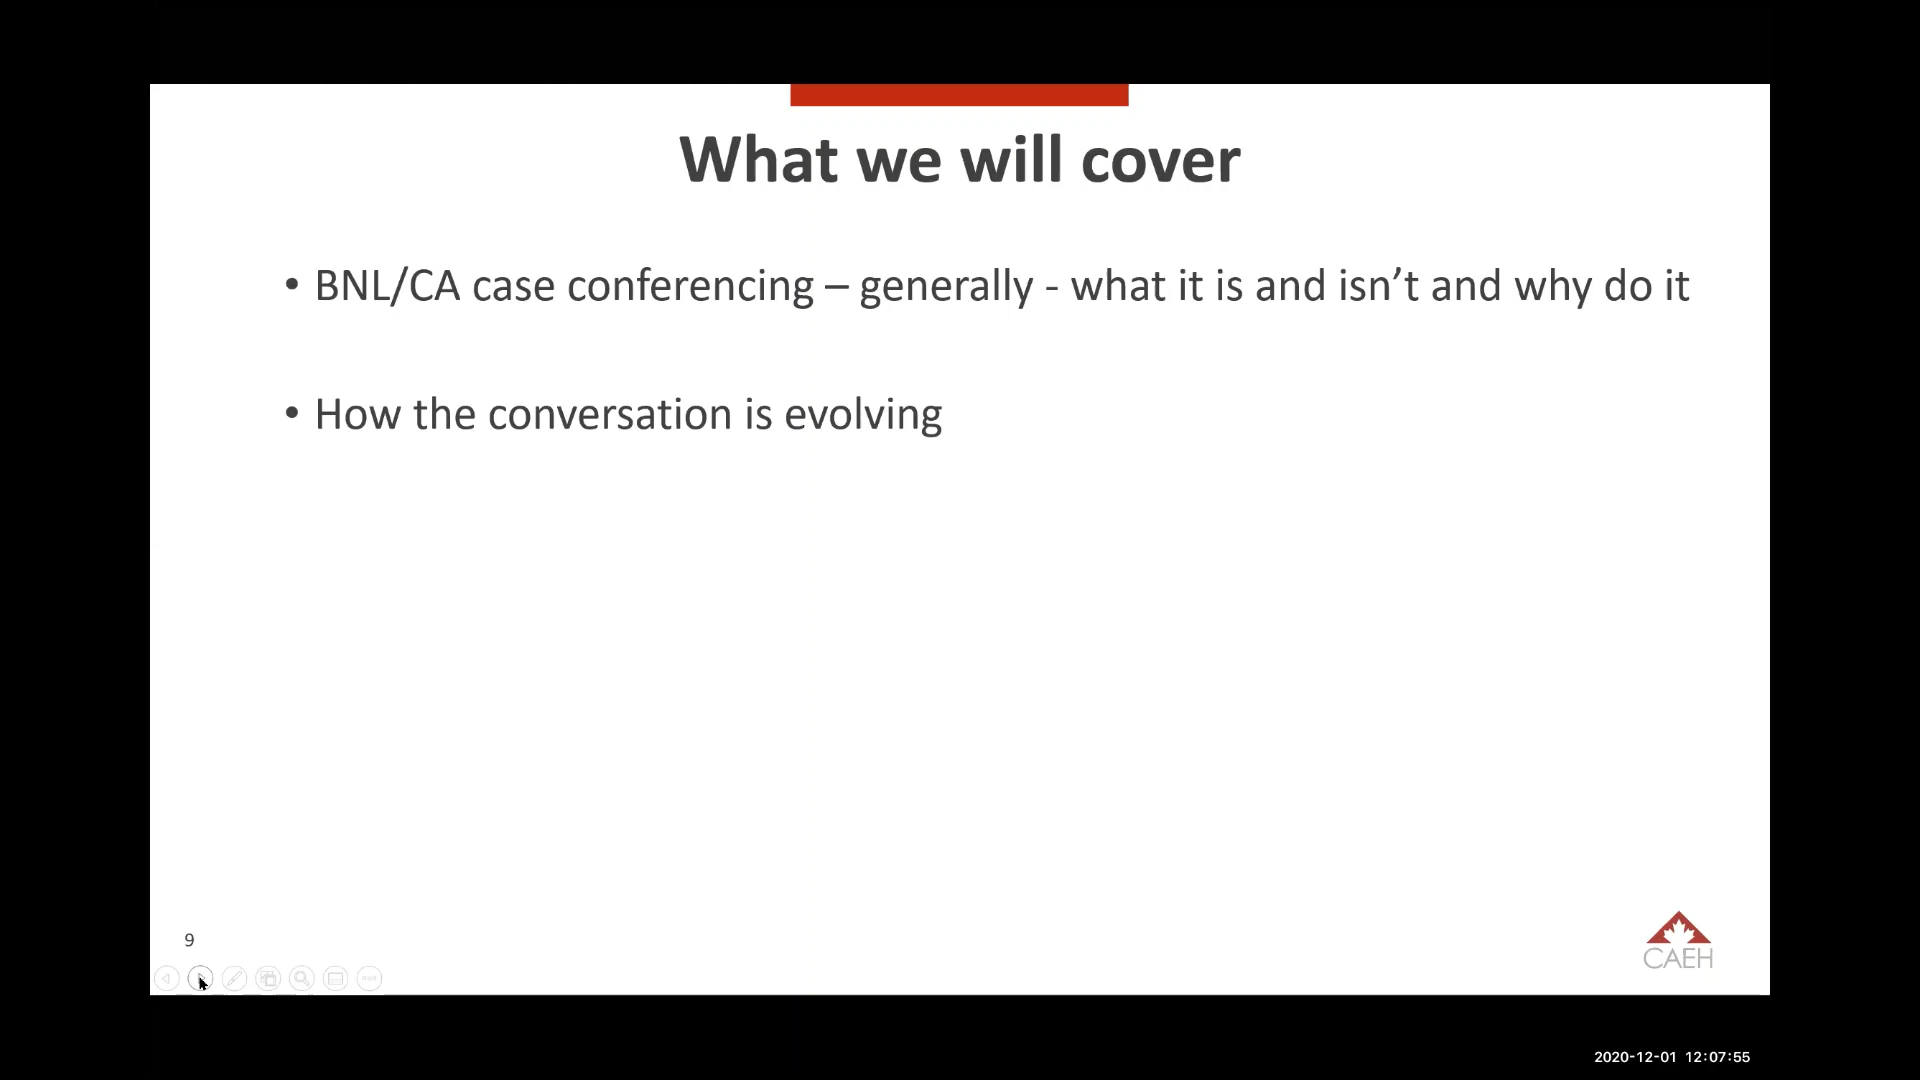 What we will cover
• BNL/CA case conferencing – generally - what it is and isn’t and why do it
• How the conversation is evolving
9
CAEH
2020-12-01 12:07:55